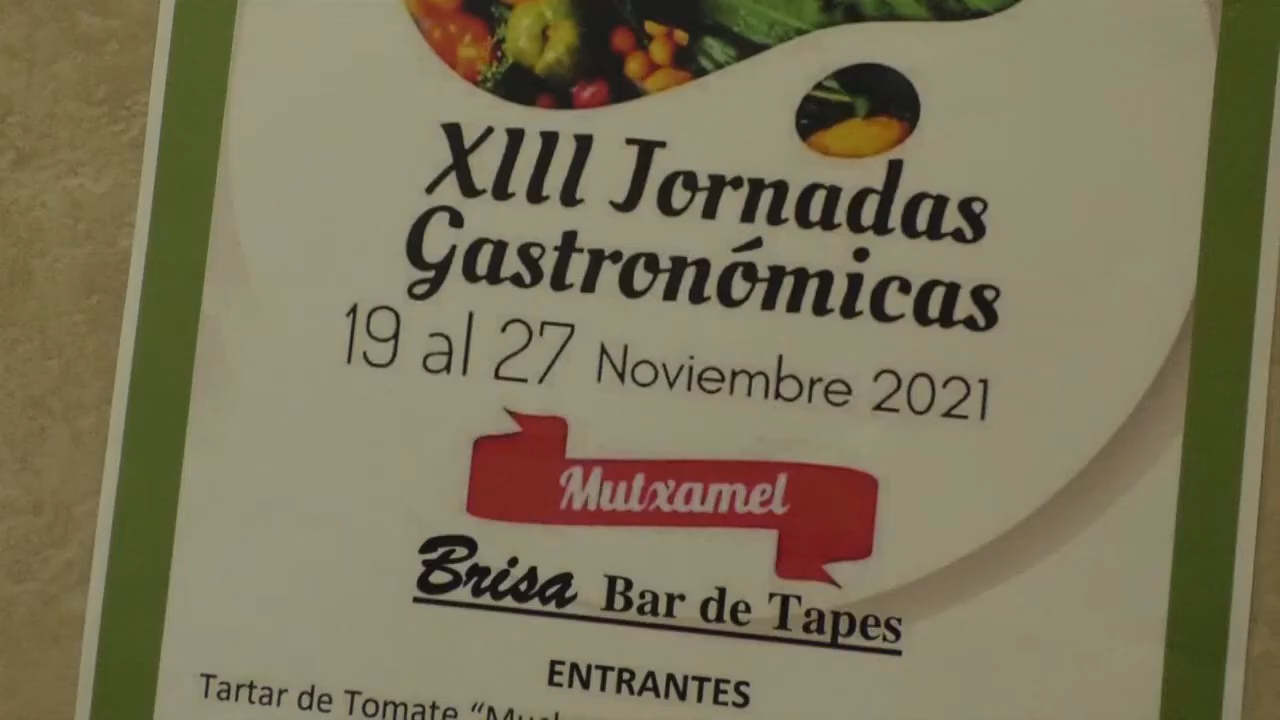 XIII Jornadas
Gastronómicas
19 al 27 Noviembre 2021
Mutxamel
Brisa Bar de Tapes
ENTRANTES
Tartar de Tomate